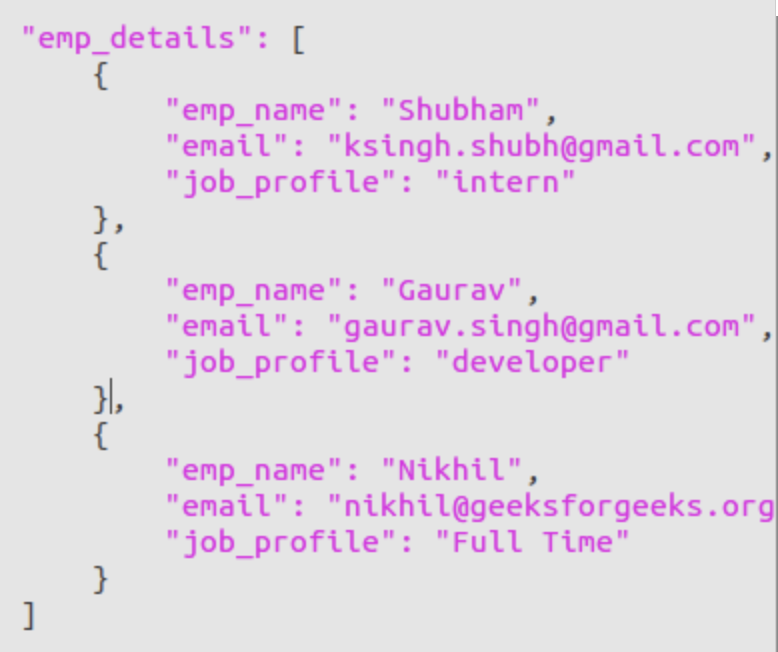 "emp_details": [
    {
        "emp_name": "Shubham",
        "email": "ksingh.shubh@gmail.com",
        "job_profile": "intern"
    },
    {
        "emp_name": "Gaurav",
        "email": "gaurav.singh@gmail.com",
        "job_profile": "developer"
    },
    {
        "emp_name": "Nikhil",
        "email": "nikhil@geeksforgeeks.org
        "job_profile": "Full Time"
    }
]